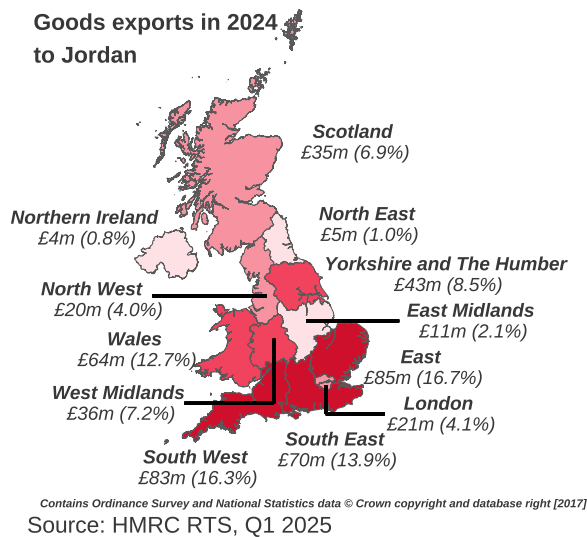 Goods exports in 2024
to Jordan
Scotland
£35m (6.9%)
Northern Ireland
£4m (0.8%)
North East
£5m (1.0%)
Yorkshire and The Humber
£43m (8.5%)
North West
£20m (4.0%)
East Midlands
£11m (2.1%)
Wales
£64m (12.7%)
East
£85m (16.7%)
West Midlands
£36m (7.2%)
London
£21m (4.1%)
South East
£70m (13.9%)
South West
£83m (16.3%)
Contains Ordinance Survey and National Statistics data © Crown copyright and database right [2017]
Source: HMRC RTS, Q1 2025